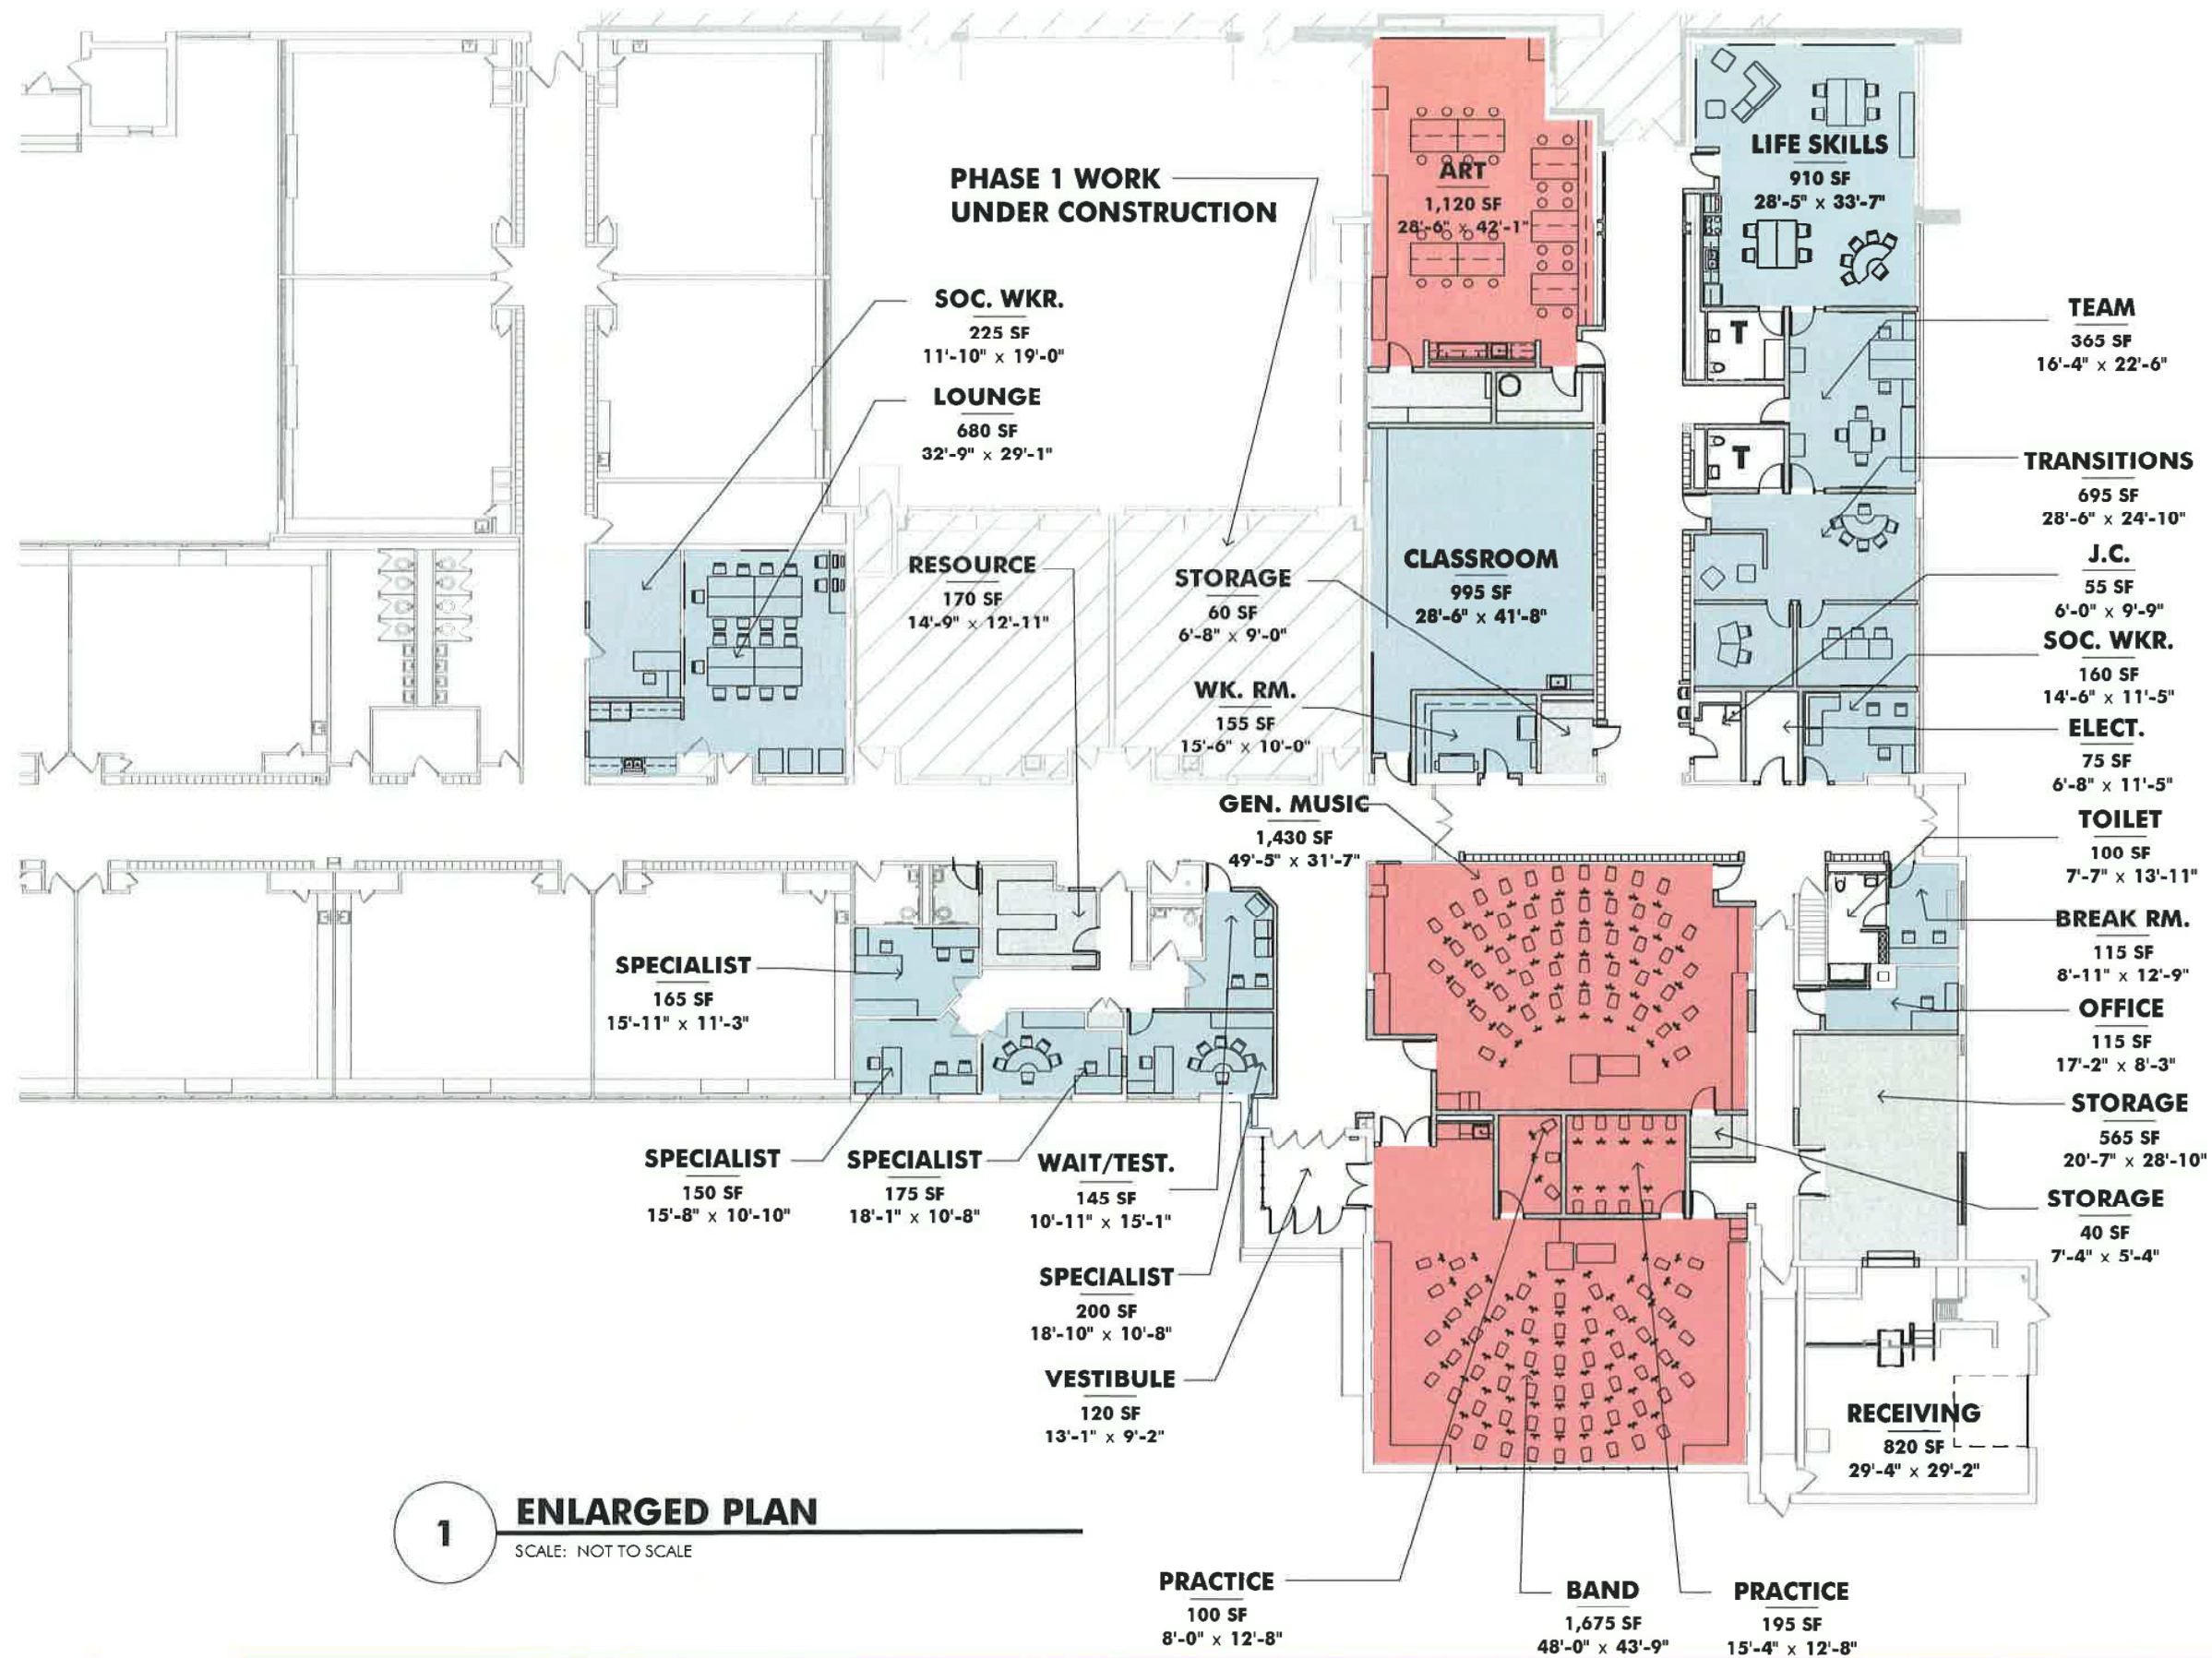 PHASE 1 WORK
UNDER CONSTRUCTION
ART
1,120 SF
28'-6" x 42'-1"
LIFE SKILLS
910 SF
28'-5" x 33'-7"
SOC. WKR.
225 SF
11'-10" x 19'-0"
LOUNGE
680 SF
32'-9" x 29'-1"
T
T
TEAM
365 SF
16'-4" x 22'-6"
TRANSITIONS
695 SF
28'-6" x 24'-10"
RESOURCE
170 SF
14'-9" x 12'-11"
STORAGE
60 SF
6'-8" x 9'-0"
CLASSROOM
995 SF
28'-6" x 41'-8"
J.C.
55 SF
6'-0" x 9'-9"
SOC. WKR.
160 SF
14'-6" x 11'-5"
WK. RM.
155 SF
15'-6" x 10'-0"
ELECT.
75 SF
6'-8" x 11'-5"
GEN. MUSIC
1,430 SF
49'-5" x 31'-7"
TOILET
100 SF
7'-7" x 13'-11"
BREAK RM.
115 SF
8'-11" x 12'-9"
SPECIALIST
165 SF
15'-11" x 11'-3"
OFFICE
115 SF
17'-2" x 8'-3"
STORAGE
565 SF
20'-7" x 28'-10"
SPECIALIST
150 SF
15'-8" x 10'-10"
SPECIALIST
175 SF
18'-1" x 10'-8"
WAIT/TEST.
145 SF
10'-11" x 15'-1"
STORAGE
40 SF
7'-4" x 5'-4"
SPECIALIST
200 SF
18'-10" x 10'-8"
VESTIBULE
120 SF
13'-1" x 9'-2"
RECEIVING
820 SF
29'-4" x 29'-2"
1
ENLARGED PLAN
SCALE: NOT TO SCALE
PRACTICE
100 SF
8'-0" x 12'-8"
BAND
1,675 SF
48'-0" x 43'-9"
PRACTICE
195 SF
15'-4" x 12'-8"